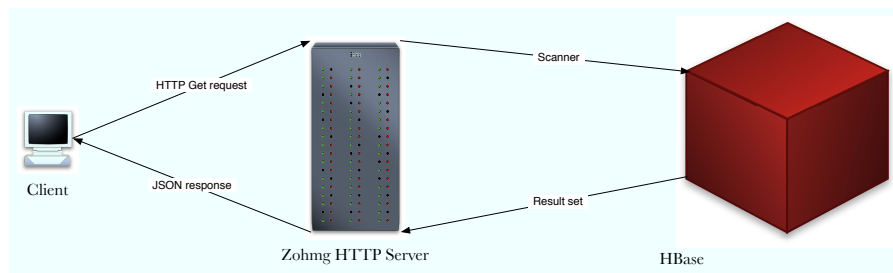 Scanner
HTTP Get request
JSON response
Client
Result set
Zohmg HTTP Server
HBase